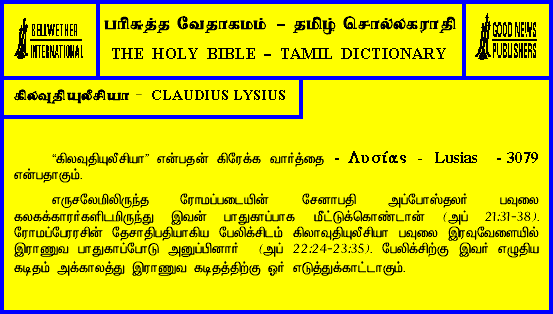 BELLWETHER
INTERNATIONAL
பரிசுத்த வேதாகமம் – தமிழ் சொல்லகராதி
THE HOLY BIBLE – TAMIL DICTIONARY
GOOD NEWS
PUBLISHERS
கிலவுதியுலீசியா – CLAUDIUS LYSIUS
“கிலவுதியுலீசியா” என்பதன் கிரேக்க வார்த்தை - Λυσίας - Lusias - 3079
என்பதாகும்.
எருசலேமிலிருந்த ரோமப்படையின் சேனாபதி அப்போஸ்தலர் பவுலை
கலகக்காரர்களிடமிருந்து இவன் பாதுகாப்பாக மீட்டுக்கொண்டான் (அப் 21:31-38).
ரோமப்பேரரசின் தேசாதிபதியாகிய பேலிக்சிடம் கிலாவுதியுலீசியா பவுலை இரவுவேளையில்
இராணுவ பாதுகாப்போடு அனுப்பினார் (அப் 22:24-23:35). பேலிக்சிற்கு இவர் எழுதிய
கடிதம் அக்காலத்து இராணுவ கடிதத்திற்கு ஓர் எடுத்துக்காட்டாகும்.